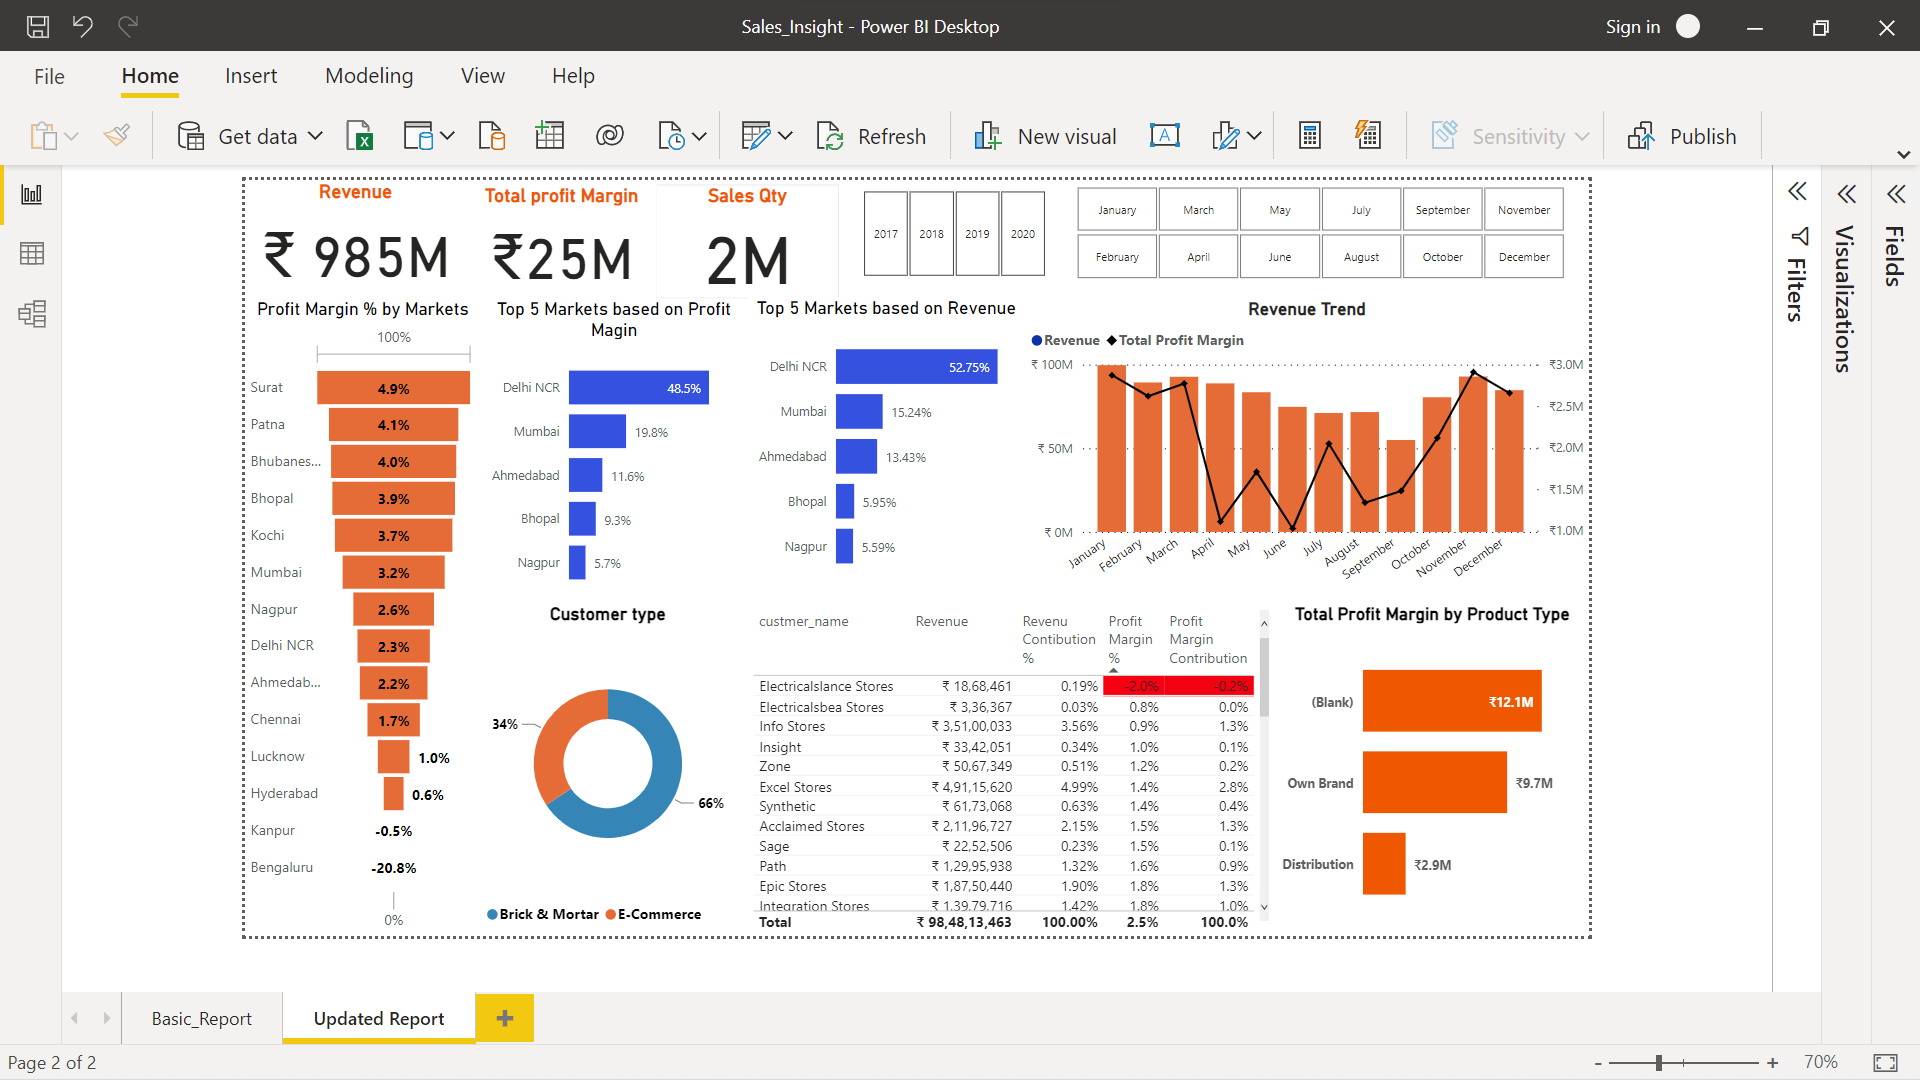 Sales_Insight - Power BI Desktop
Sign in
File Home Insert Modeling View Help
Get data
Refresh
New visual
Sensitivity
Publish
Revenue
₹ 985M
Total profit Margin
₹25M
Sales Qty
2M
2017 2018 2019 2020
January March May July September November
February April June August October December
Filters
Visualizations
Fields
Profit Margin % by Markets
100%
Surat 4.9%
Patna 4.1%
Bhubanes... 4.0%
Bhopal 3.9%
Kochi 3.7%
Mumbai 3.2%
Nagpur 2.6%
Delhi NCR 2.3%
Ahmedab... 2.2%
Chennai 1.7%
Lucknow 1.0%
Hyderabad 0.6%
Kanpur -0.5%
Bengaluru -20.8%
0%
Top 5 Markets based on Profit
Magin
Delhi NCR 48.5%
Mumbai 19.8%
Ahmedabad 11.6%
Bhopal 9.3%
Nagpur 5.7%
Top 5 Markets based on Revenue
Delhi NCR 52.75%
Mumbai 15.24%
Ahmedabad 13.43%
Bhopal 5.95%
Nagpur 5.59%
Revenue Trend
Revenue Total Profit Margin
₹ 100M
₹ 50M
₹ 0M
₹3.0M
₹2.5M
₹2.0M
₹1.5M
₹1.0M
January February March April May June July August September October November December
Customer type
34%
66%
Brick & Mortar E-Commerce
custmer_name Revenue Revenu Profit Profit
Contibution Margin Margin
% % Contribution
Electricalslance Stores ₹ 18,68,461 0.19% -2.0% -0.2%
Electricalsbea Stores ₹ 3,36,367 0.03% 0.8% 0.0%
Info Stores ₹ 3,51,00,033 3.56% 0.9% 1.3%
Insight ₹ 33,42,051 0.34% 1.0% 0.1%
Zone ₹ 50,67,349 0.51% 1.2% 0.2%
Excel Stores ₹ 4,91,15,620 4.99% 1.4% 2.8%
Synthetic ₹ 61,73,068 0.63% 1.4% 0.4%
Acclaimed Stores ₹ 2,11,96,727 2.15% 1.5% 1.3%
Sage ₹ 22,52,506 0.23% 1.5% 0.1%
Path ₹ 1,29,95,938 1.32% 1.6% 0.9%
Epic Stores ₹ 1,87,50,440 1.90% 1.8% 1.3%
Integration Stores ₹ 1,39,79,716 1.42% 1.8% 1.0%
Total ₹ 98,48,13,463 100.00% 2.5% 100.0%
Total Profit Margin by Product Type
(Blank) ₹12.1M
Own Brand ₹9.7M
Distribution ₹2.9M
Basic_Report
Updated Report
Page 2 of 2
70%